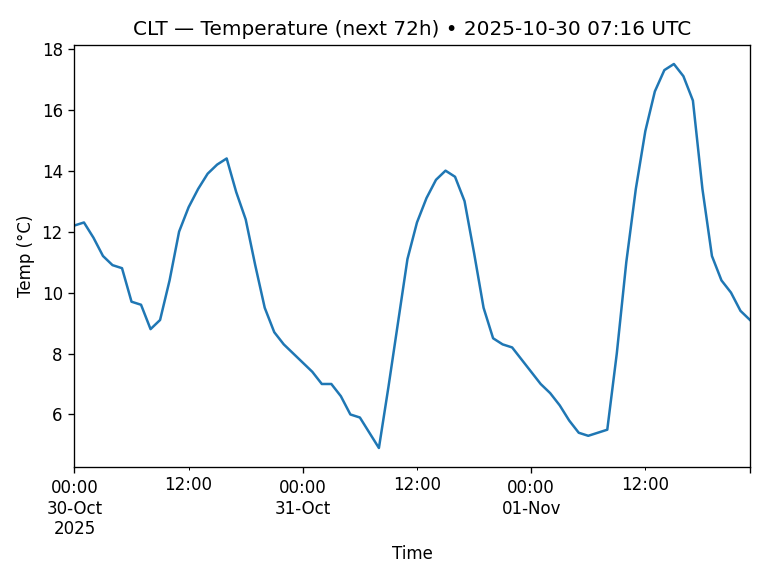 CLT — Temperature (next 72h) • 2025-10-30 07:16 UTC
Temp (°C)
18
16
14
12
10
8
6
00:00 12:00 00:00 12:00 00:00 12:00
30-Oct 31-Oct 01-Nov
2025
Time